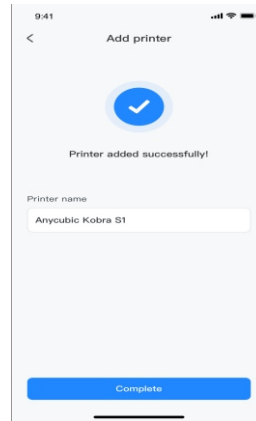 9:41
Add printer
Printer added successfully!
Printer name
Anycubic Kobra S1
Complete